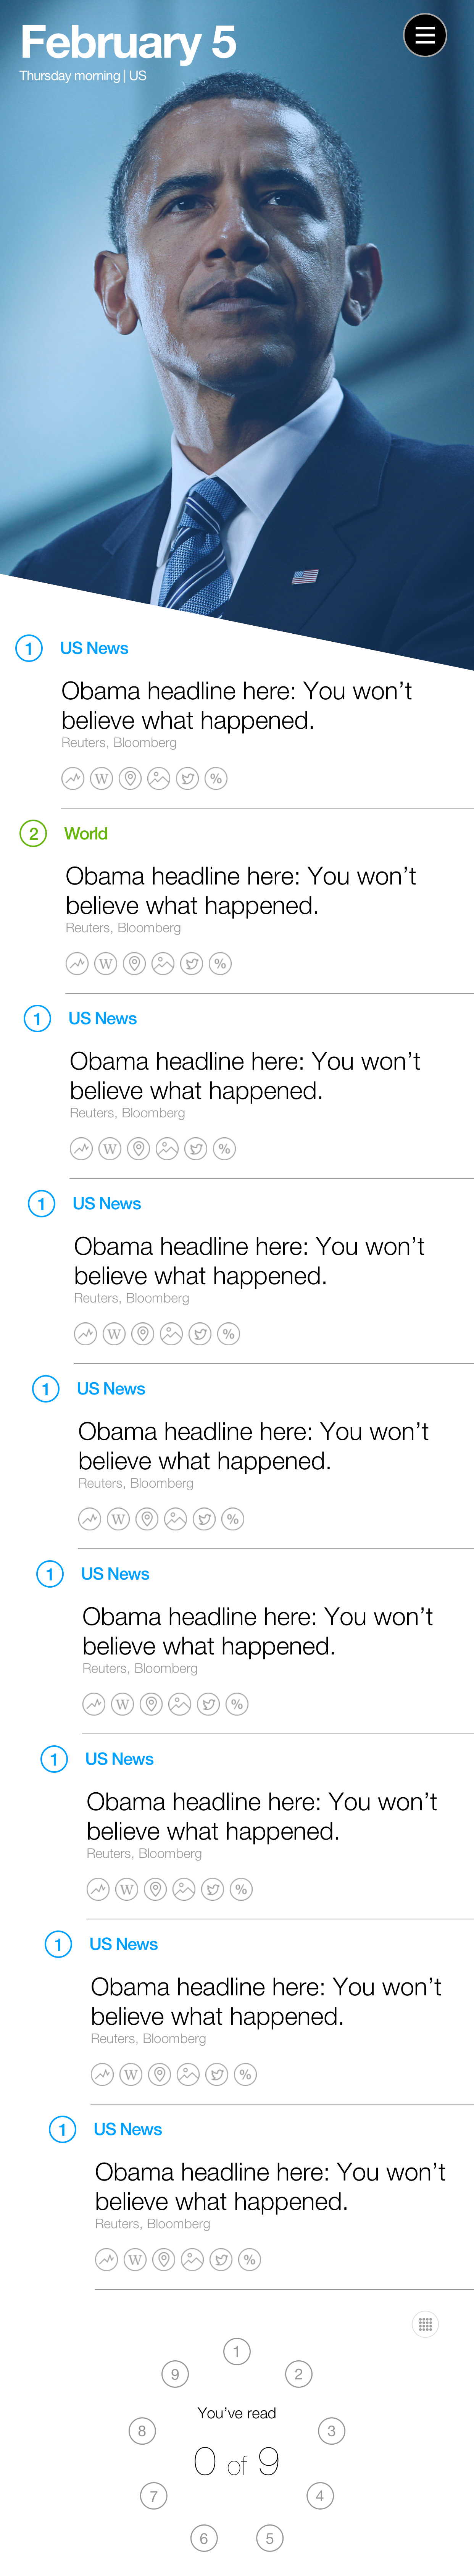 February 5
Thursday morning | US
1 US News
Obama headline here: You won’t
believe what happened.
Reuters, Bloomberg
W %
2 World
Obama headline here: You won’t
believe what happened.
Reuters, Bloomberg
W %
1 US News
Obama headline here: You won’t
believe what happened.
Reuters, Bloomberg
W %
1 US News
Obama headline here: You won’t
believe what happened.
Reuters, Bloomberg
W %
1 US News
Obama headline here: You won’t
believe what happened.
Reuters, Bloomberg
W %
1 US News
Obama headline here: You won’t
believe what happened.
Reuters, Bloomberg
W %
1 US News
Obama headline here: You won’t
believe what happened.
Reuters, Bloomberg
W %
1 US News
Obama headline here: You won’t
believe what happened.
Reuters, Bloomberg
W %
1 US News
Obama headline here: You won’t
believe what happened.
Reuters, Bloomberg
W %
1
9 2
You’ve read
8 3
0 of 9
7 4
6 5